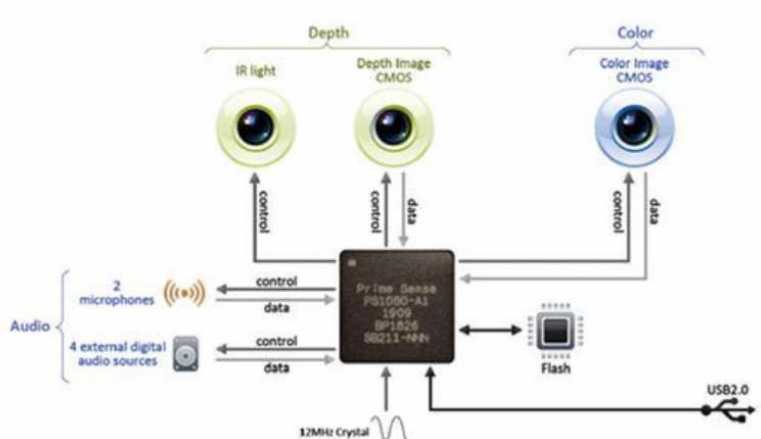 Depth
Color
IR light
Depth Image
CMOS
Color Image
CMOS
control
control
data
control
data
2
microphones
control
data
Audio
4 external digital
audio sources
control
data
Prime Sense
PS1080-A1
1909
BP1826
SB211-NNN
Flash
USB2.0
12MHz Crystal